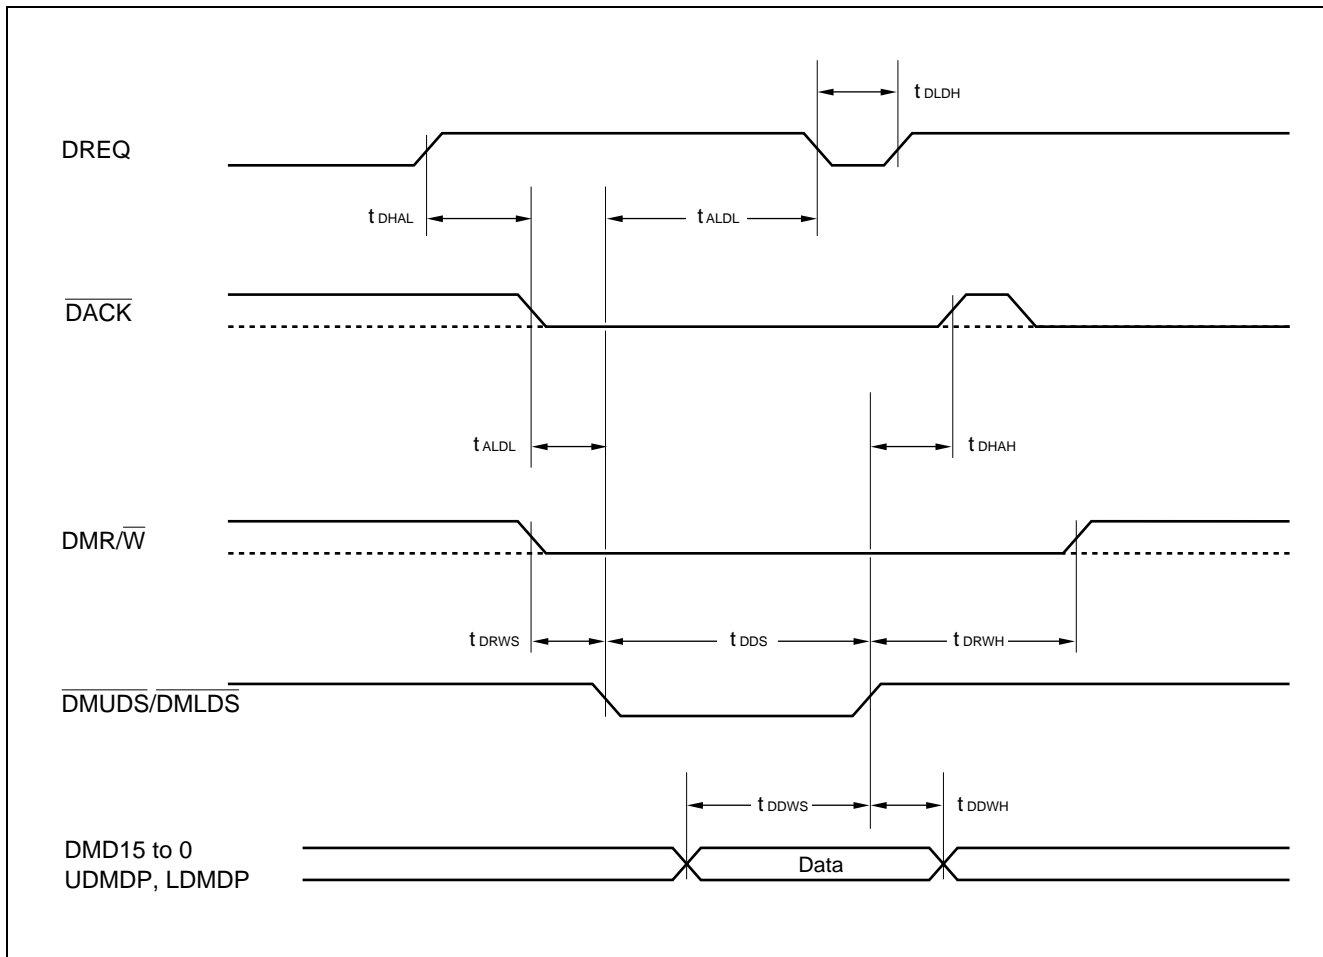 t DLDH
DREQ
t DHAL
t ALDL
DACK
t ALDL
t DHAH
DMR/W
t DRWS
t DDS
t DRWH
DMUDS/DMLDS
t DDWS
t DDWH
DMD15 to 0
UDMDP, LDMDP
Data